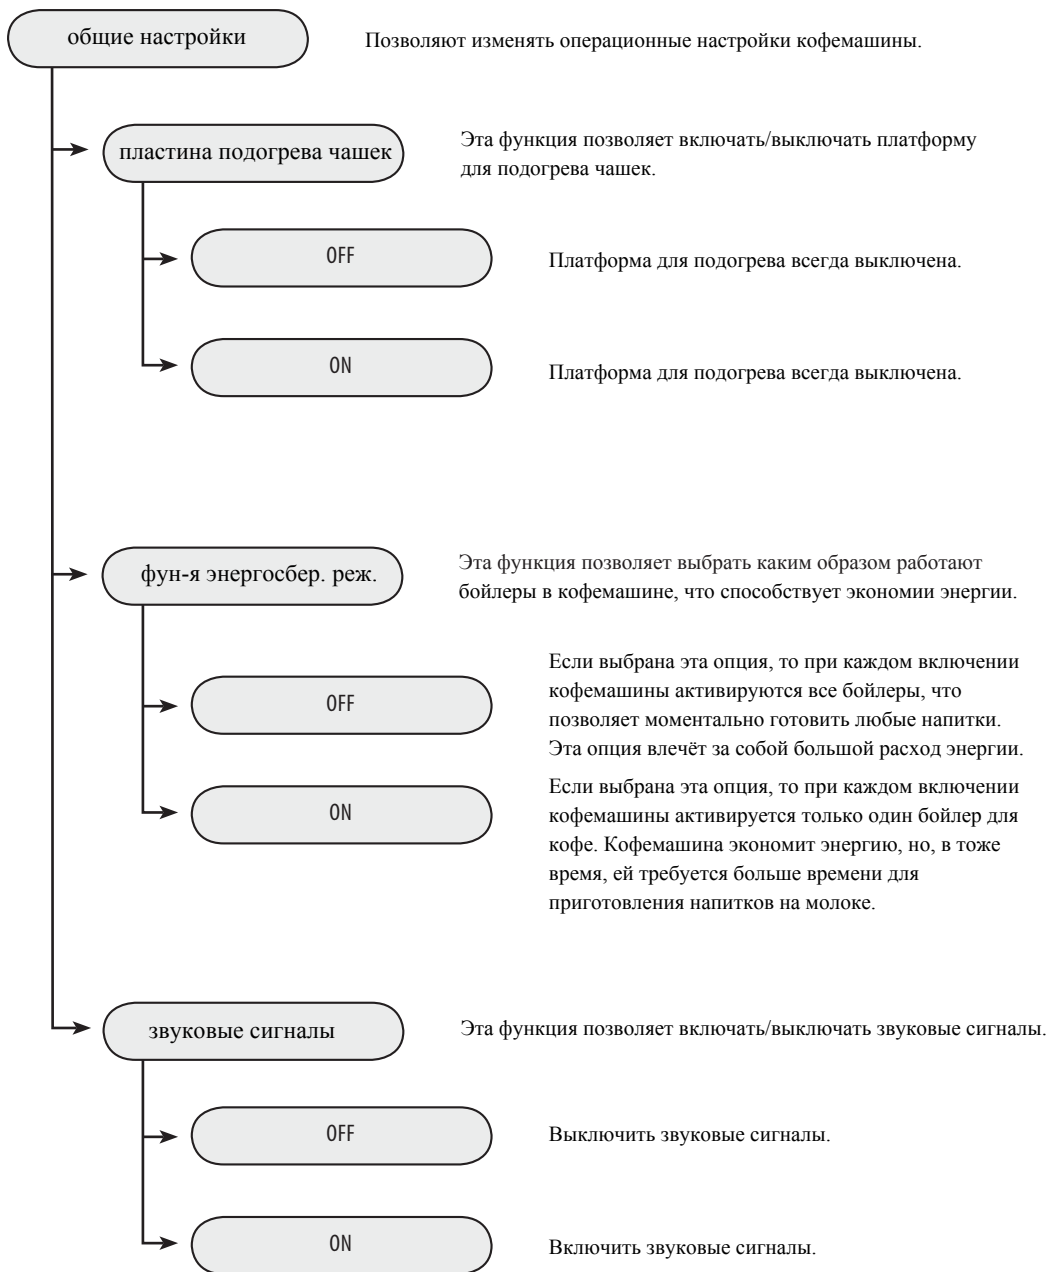 общие настройки
Позволяют изменять операционные настройки кофемашины.
пластина подогрева чашек
Эта функция позволяет включать/выключать платформу
для подогрева чашек.
OFF
Платформа для подогрева всегда выключена.
ON
Платформа для подогрева всегда выключена.
фун-я энергосбер. реж.
Эта функция позволяет выбрать каким образом работают
бойлеры в кофемашине, что способствует экономии энергии.
OFF
Если выбрана эта опция, то при каждом включении
кофемашины активируются все бойлеры, что
позволяет моментально готовить любые напитки.
Эта опция влечёт за собой большой расход энергии.
ON
Если выбрана эта опция, то при каждом включении
кофемашины активируется только один бойлер для
кофе. Кофемашина экономит энергию, но, в тоже
время, ей требуется больше времени для
приготовления напитков на молоке.
звуковые сигналы
Эта функция позволяет включать/выключать звуковые сигналы.
OFF
Выключить звуковые сигналы.
ON
Включить звуковые сигналы.